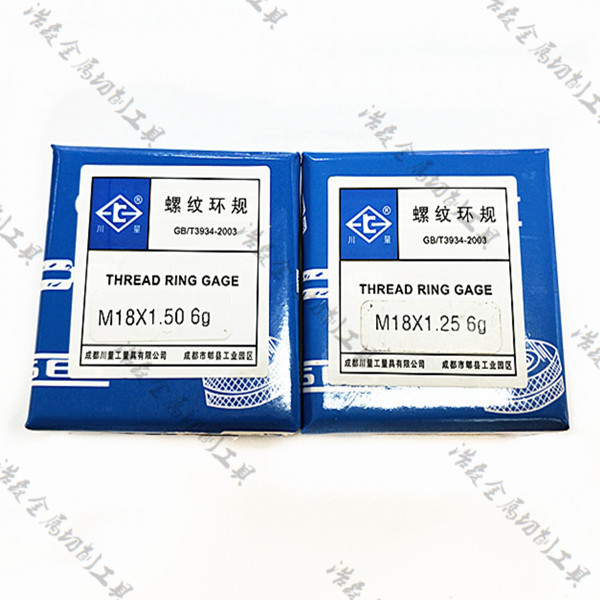 川量
®
螺纹环规
GB/T3934-2003
THREAD RING GAGE
M18X1.50 6g
成都川量工量具有限公司 成都市郫县工业园区
川量
®
螺纹环规
GB/T3934-2003
THREAD RING GAGE
M18X1.25 6g
成都川量工量具有限公司 成都市郫县工业园区